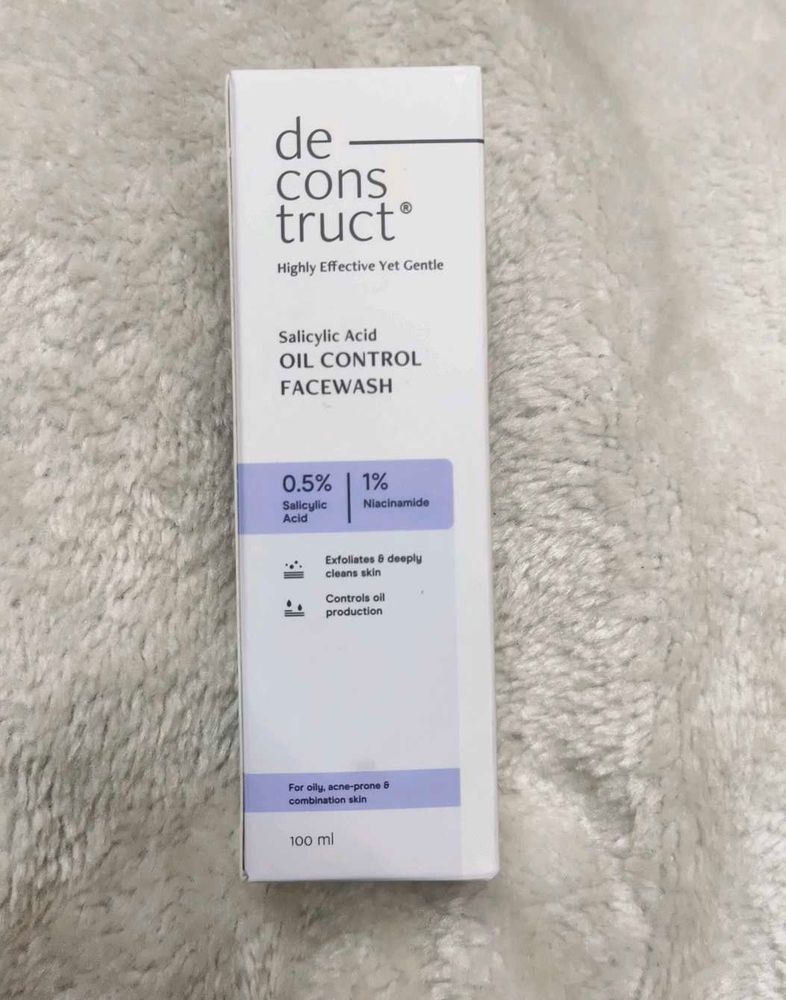 de
cons
truct®
Highly Effective Yet Gentle
Salicylic Acid
OIL CONTROL
FACEWASH
0.5% 1%
Salicylic Niacinamide
Acid
Exfoliates & deeply
cleans skin
Controls oil
production
For oily, acne-prone &
combination skin
100 ml